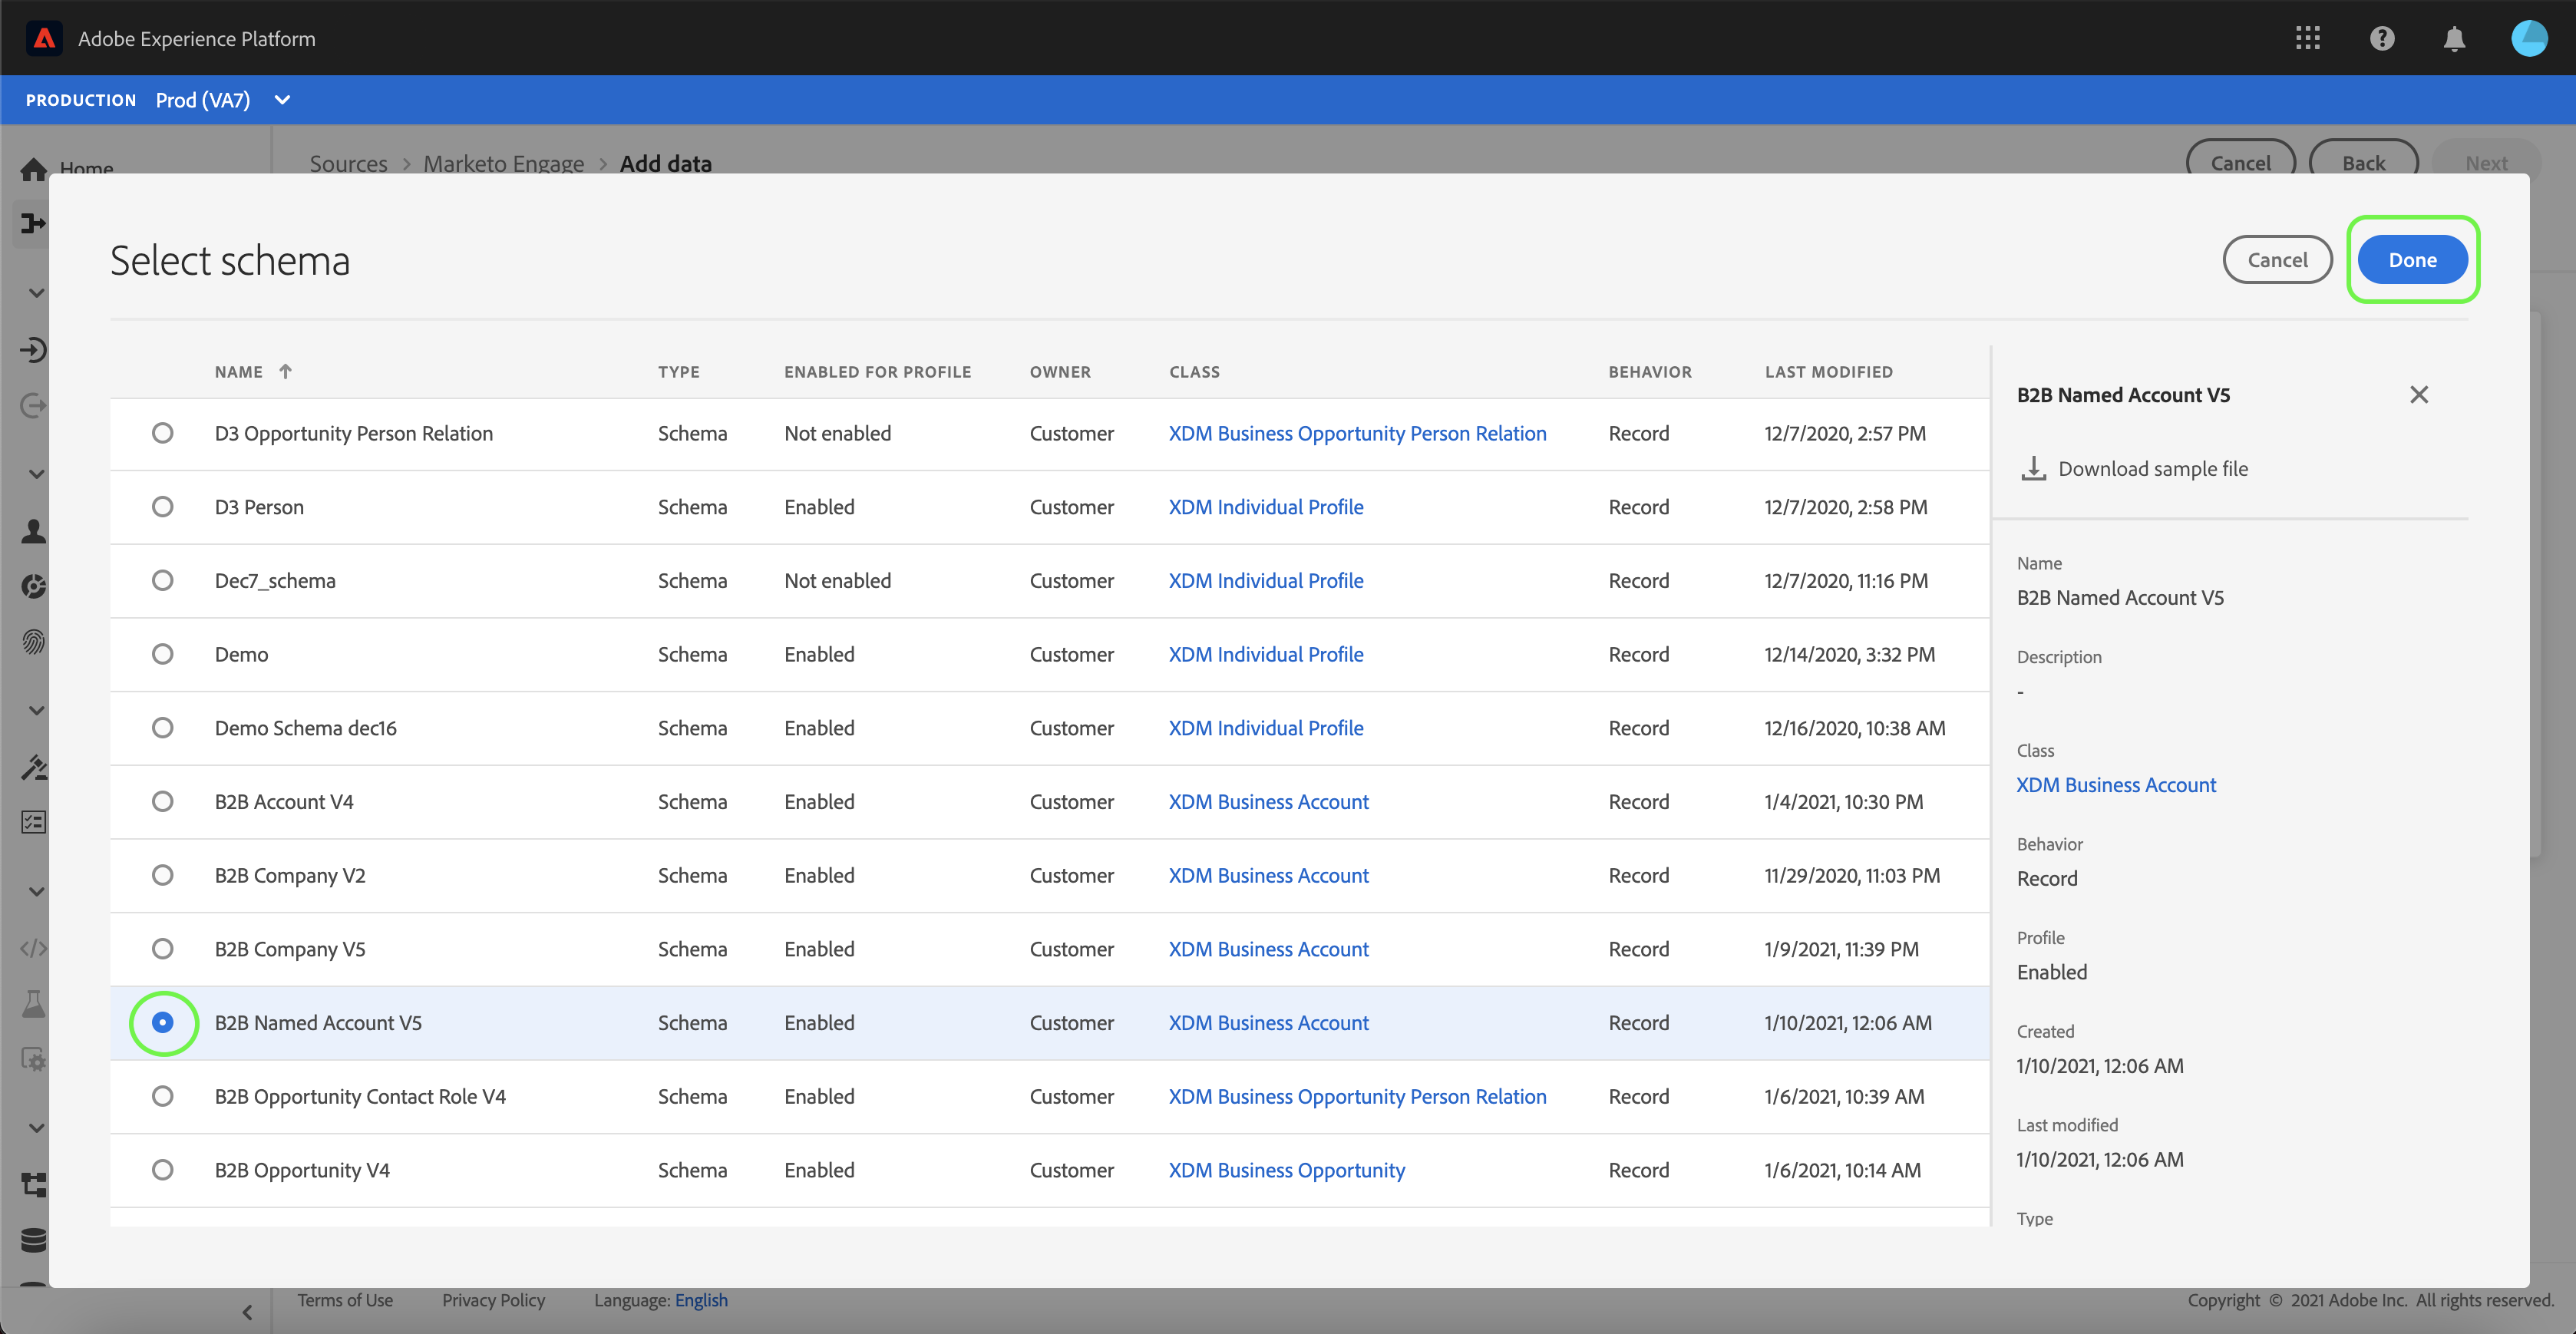 Adobe Experience Platform
PRODUCTION Prod (VA7)
Home
Sources > Marketo Engage > Add data
Cancel Back Next
Select schema
Cancel Done
NAME TYPE ENABLED FOR PROFILE OWNER CLASS BEHAVIOR LAST MODIFIED
D3 Opportunity Person Relation Schema Not enabled Customer XDM Business Opportunity Person Relation Record 12/7/2020, 2:57 PM
D3 Person Schema Enabled Customer XDM Individual Profile Record 12/7/2020, 2:58 PM
Dec7_schema Schema Not enabled Customer XDM Individual Profile Record 12/7/2020, 11:16 PM
Demo Schema Enabled Customer XDM Individual Profile Record 12/14/2020, 3:32 PM
Demo Schema dec16 Schema Enabled Customer XDM Individual Profile Record 12/16/2020, 10:38 AM
B2B Account V4 Schema Enabled Customer XDM Business Account Record 1/4/2021, 10:30 PM
B2B Company V2 Schema Enabled Customer XDM Business Account Record 11/29/2020, 11:03 PM
B2B Company V5 Schema Enabled Customer XDM Business Account Record 1/9/2021, 11:39 PM
B2B Named Account V5 Schema Enabled Customer XDM Business Account Record 1/10/2021, 12:06 AM
B2B Opportunity Contact Role V4 Schema Enabled Customer XDM Business Opportunity Person Relation Record 1/6/2021, 10:39 AM
B2B Opportunity V4 Schema Enabled Customer XDM Business Opportunity Record 1/6/2021, 10:14 AM
B2B Named Account V5
Download sample file
Name
B2B Named Account V5
Description
-
Class
XDM Business Account
Behavior
Record
Profile
Enabled
Created
1/10/2021, 12:06 AM
Last modified
1/10/2021, 12:06 AM
Type
Terms of Use Privacy Policy Language: English
Copyright © 2021 Adobe Inc. All rights reserved.